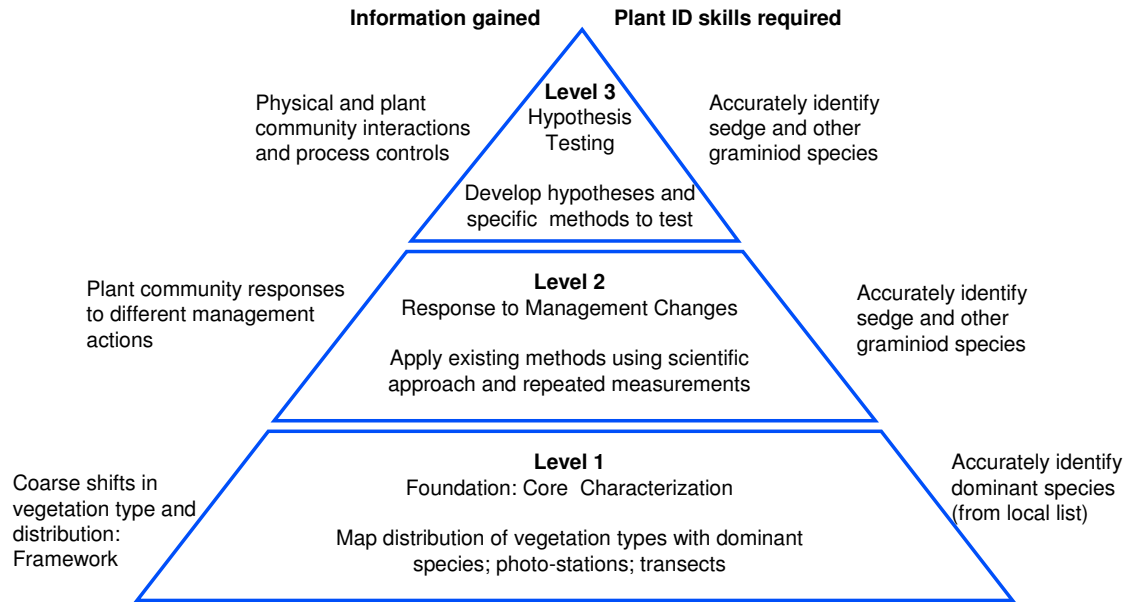 Information gained
Plant ID skills required
Physical and plant
community interactions
and process controls
Level 3
Hypothesis
Testing
Develop hypotheses and
specific methods to test
Accurately identify
sedge and other
graminiod species
Plant community responses
to different management
actions
Level 2
Response to Management Changes
Apply existing methods using scientific
approach and repeated measurements
Accurately identify
sedge and other
graminiod species
Coarse shifts in
vegetation type and
distribution:
Framework
Level 1
Foundation: Core Characterization
Map distribution of vegetation types with dominant
species; photo-stations; transects
Accurately identify
dominant species
(from local list)